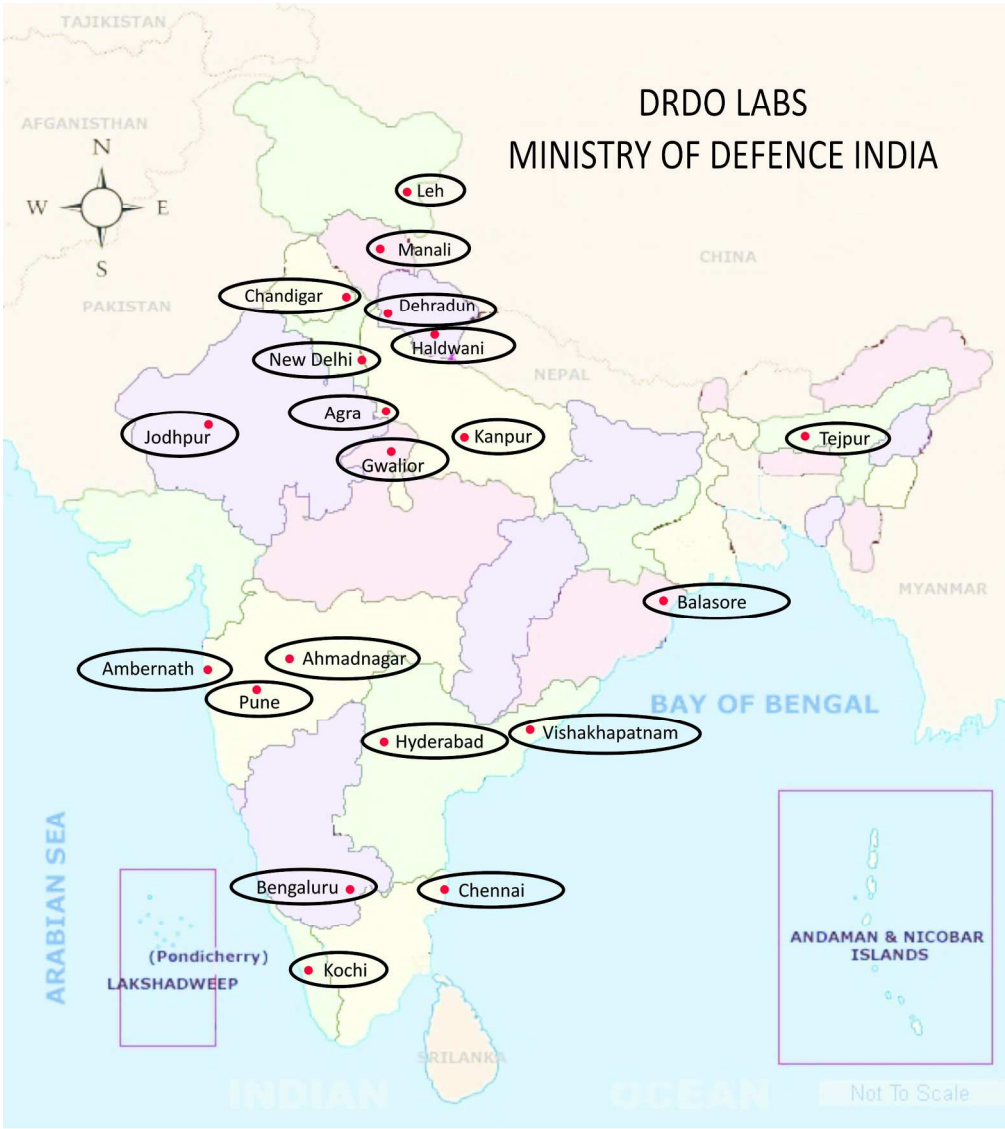 TAJIKISTAN
DRDO LABS
MINISTRY OF DEFENCE INDIA
AFGANISTHAN
N
W
E
S
Leh
Manali
CHINA
Chandigar
PAKISTAN
Dehradun
Haldwani
New Delhi
NEPAL
Agra
Jodhpur
Kanpur
Tejpur
Gwalior
MYANMAR
Balasore
Ambernath
Ahmadnagar
Pune
BAY OF BENGAL
Hyderabad
Vishakhapatnam
ARABIAN SEA
Bengaluru
Chennai
ANDAMAN & NICOBAR
ISLANDS
(Pondicherry)
LAKSHADWEEP
Kochi
SRILANKA
INDIAN OCEAN
Not To Scale